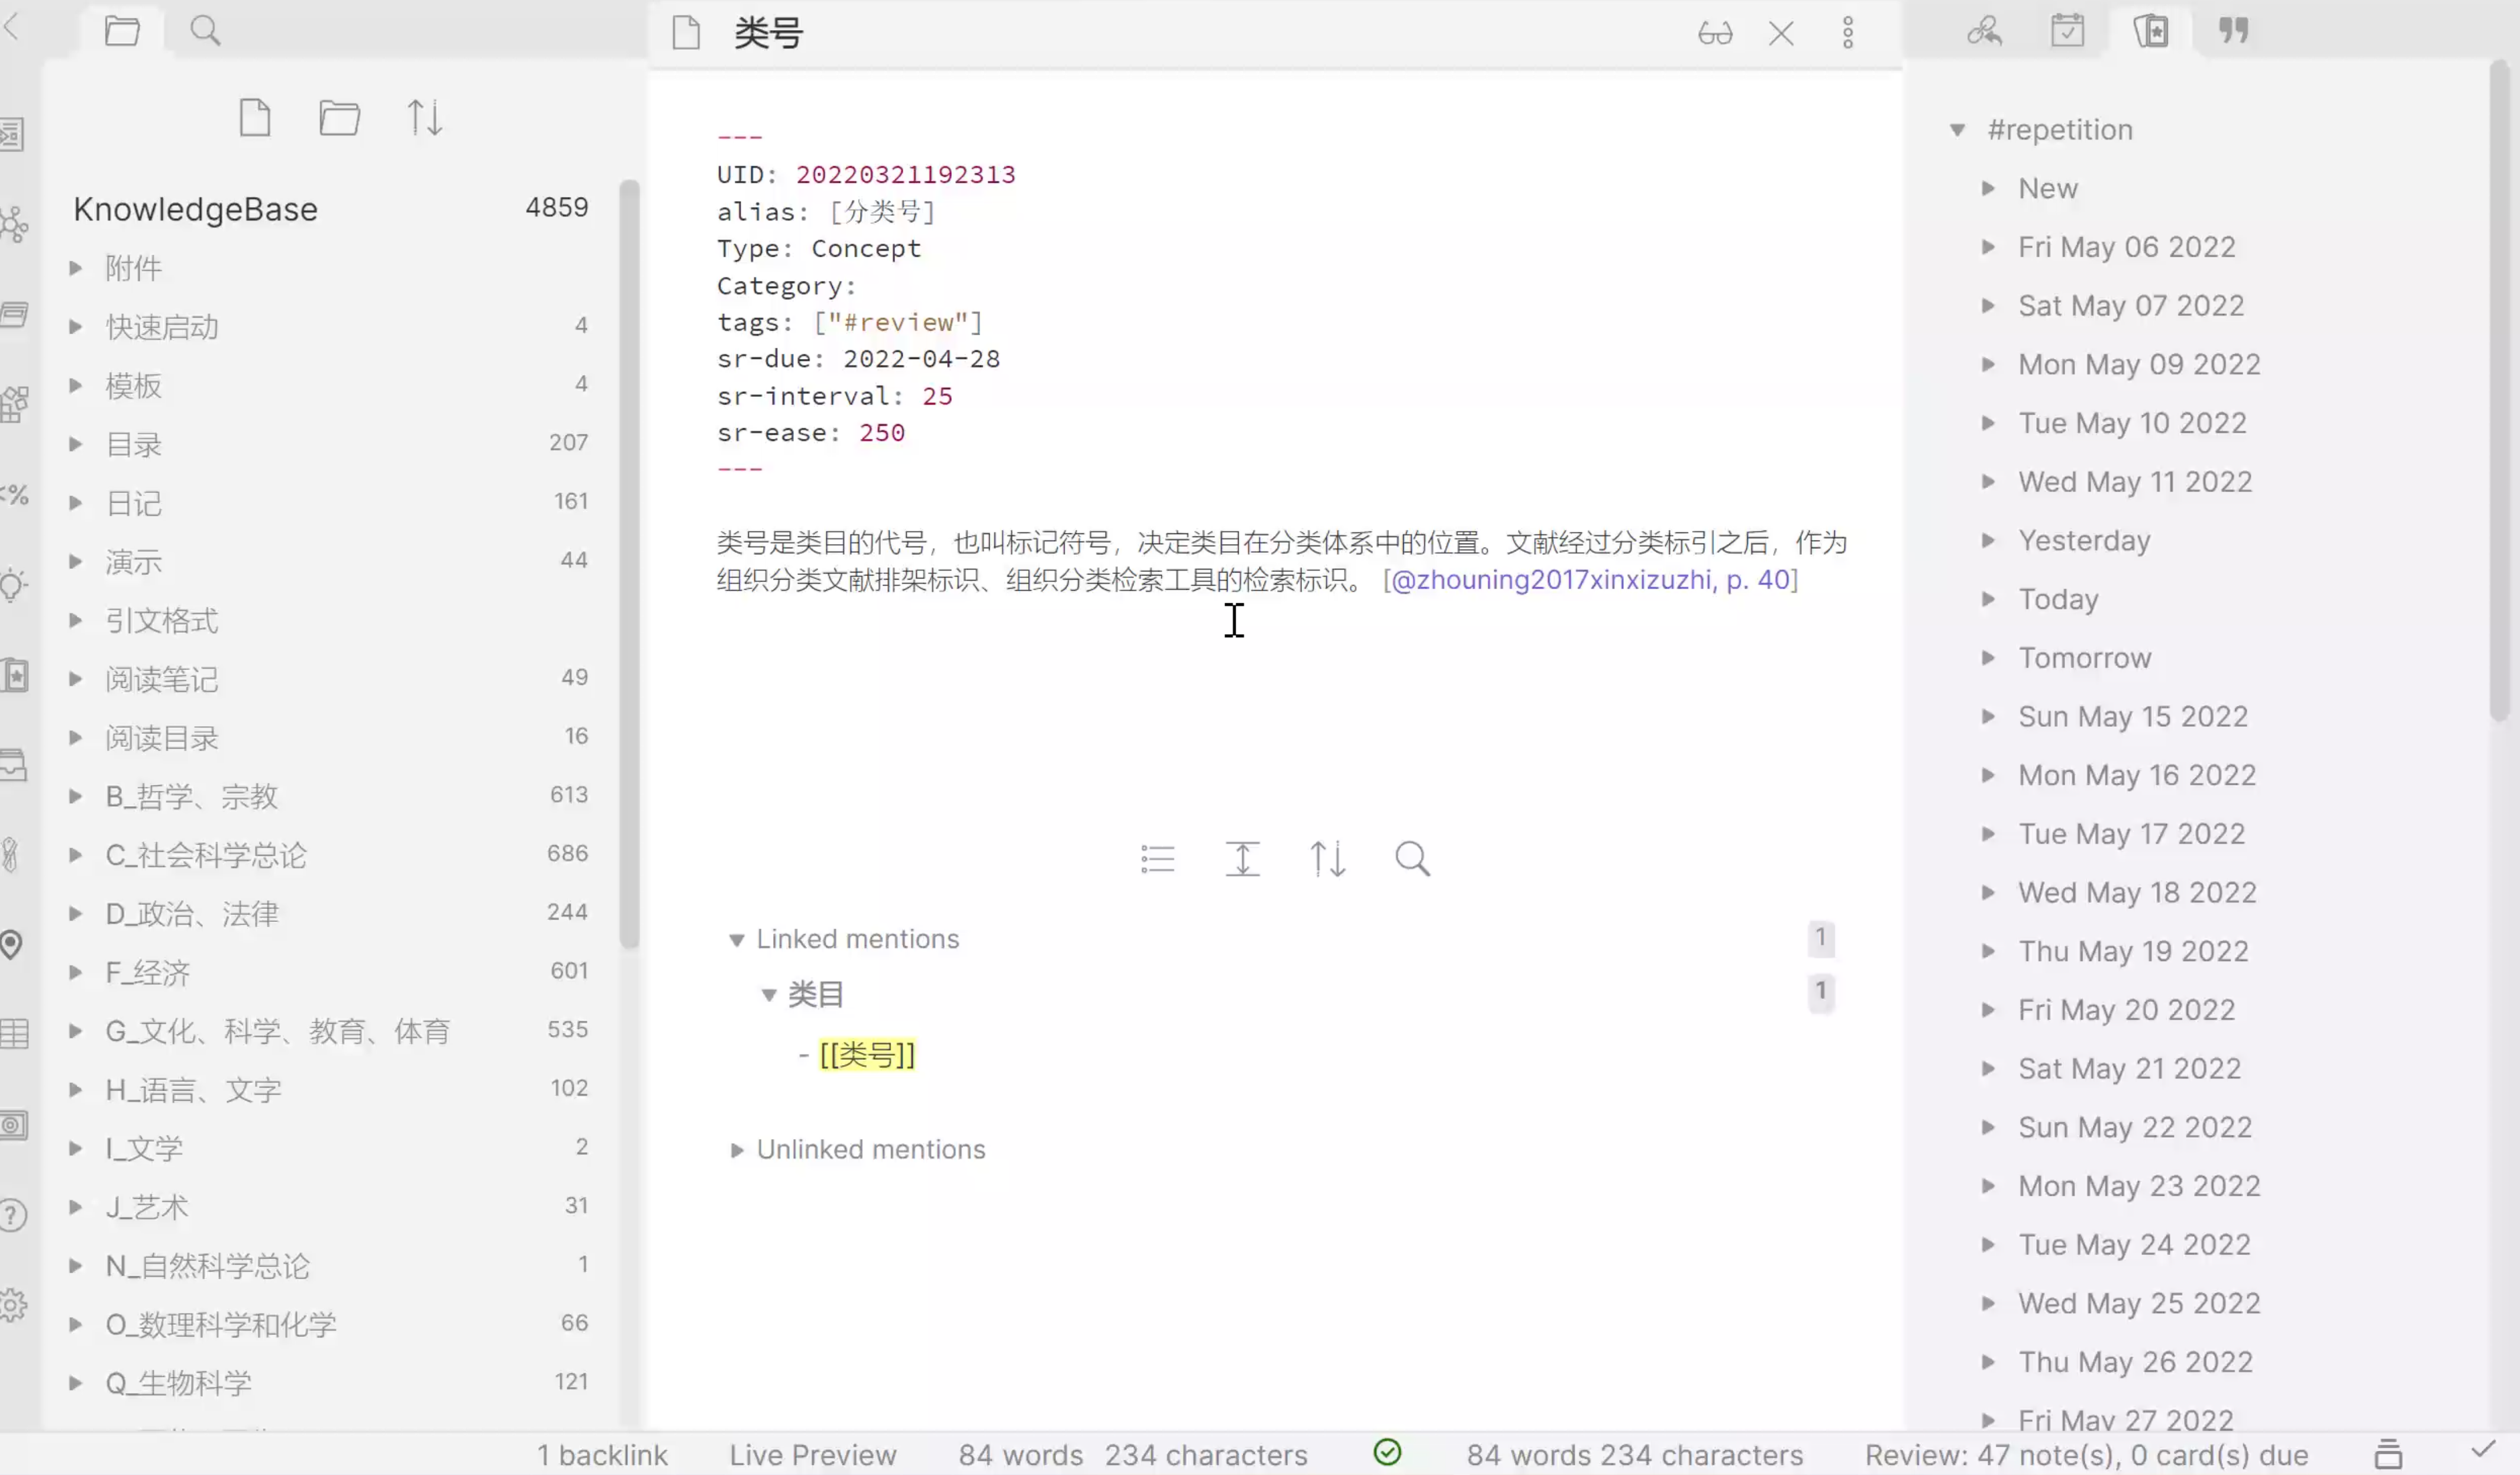 类号
KnowledgeBase 4859
附件
快速启动 4
模板 4
目录 207
日记 161
演示 44
引文格式
阅读笔记 49
阅读目录 16
B_哲学、宗教 613
C_社会科学总论 686
D_政治、法律 244
F_经济 601
G_文化、科学、教育、体育 535
H_语言、文字 102
I_文学 2
J_艺术 31
N_自然科学总论 1
O_数理科学和化学 66
Q_生物科学 121
---
UID: 20220321192313
alias: [分类号]
Type: Concept
Category:
tags: ["#review"]
sr-due: 2022-04-28
sr-interval: 25
sr-ease: 250
---
类号是类目的代号，也叫标记符号，决定类目在分类体系中的位置。文献经过分类标引之后，作为
组织分类文献排架标识、组织分类检索工具的检索标识。 [@zhouning2017xinxizuzhi, p. 40]
Linked mentions 1
类目 1
- [[类号]]
Unlinked mentions
#repetition
New
Fri May 06 2022
Sat May 07 2022
Mon May 09 2022
Tue May 10 2022
Wed May 11 2022
Yesterday
Today
Tomorrow
Sun May 15 2022
Mon May 16 2022
Tue May 17 2022
Wed May 18 2022
Thu May 19 2022
Fri May 20 2022
Sat May 21 2022
Sun May 22 2022
Mon May 23 2022
Tue May 24 2022
Wed May 25 2022
Thu May 26 2022
Fri May 27 2022
1 backlink Live Preview 84 words 234 characters 84 words 234 characters Review: 47 note(s), 0 card(s) due